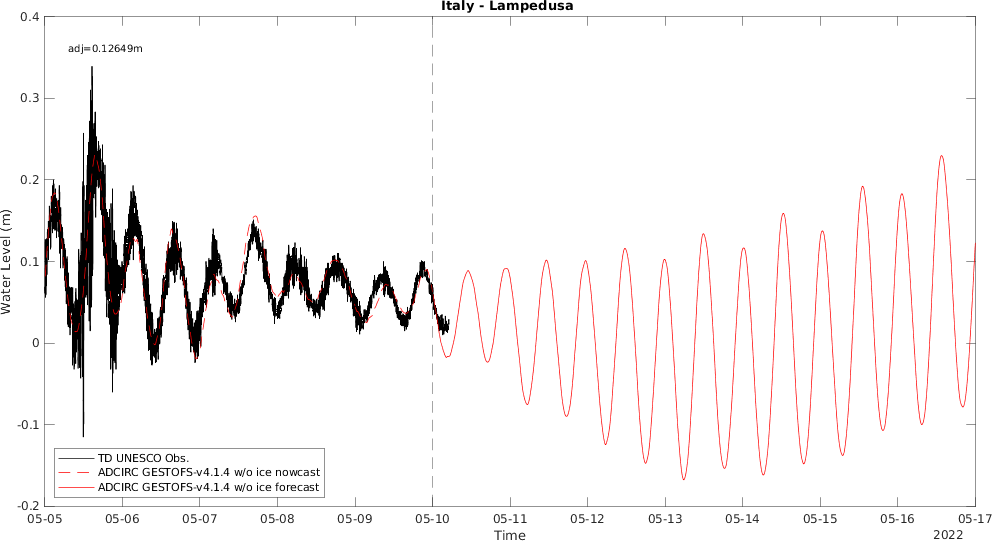 Italy - Lampedusa
adj=0.12649m
0.4
0.3
0.2
0.1
0
-0.1
-0.2
Water Level (m)
TD UNESCO Obs.
ADCIRC GESTOFS-v4.1.4 w/o ice nowcast
ADCIRC GESTOFS-v4.1.4 w/o ice forecast
05-05 05-06 05-07 05-08 05-09 05-10 05-11 05-12 05-13 05-14 05-15 05-16 05-17
Time
2022